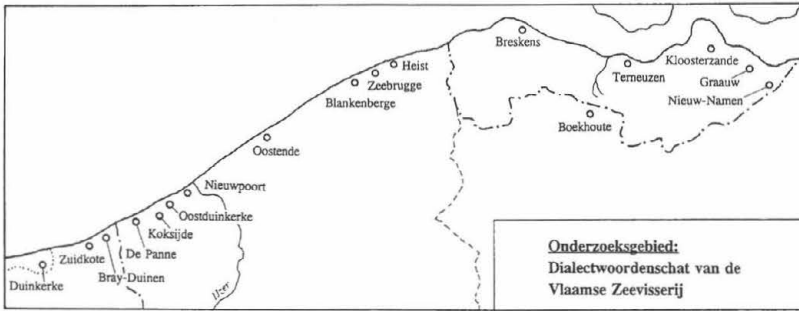 Breskens
Kloosterzande
Heist
Terneuzen
Graauw
Zeebrugge
Nieuw-Namen
Blankenberge
Boekhoute
Oostende
Nieuwpoort
Oostduinkerke
Koksijde
De Panne
Zuidkote
Bray-Duinen
Duinkerke
IJzer
Onderzoeksgebied:
Dialectwoordenschat van de
Vlaamse Zeevisserij